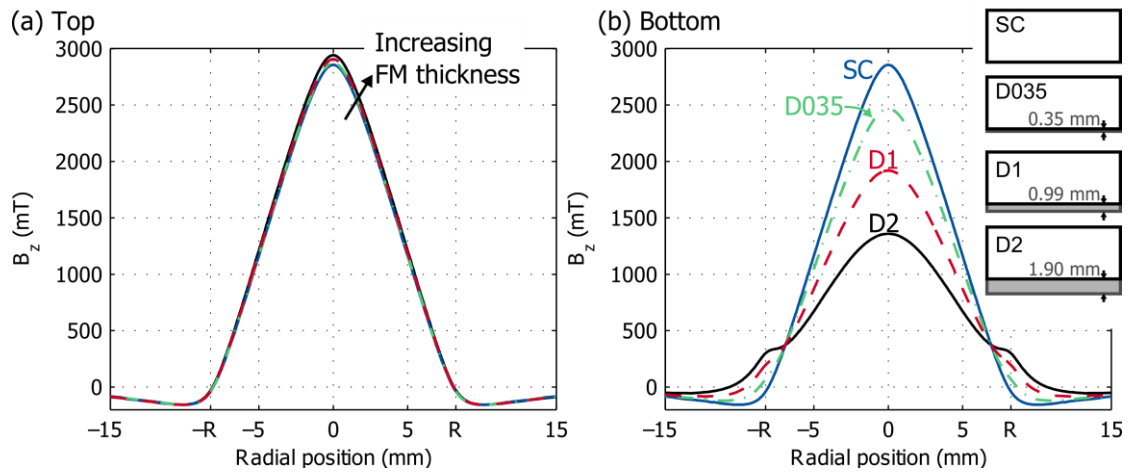 (a) Top
Increasing
FM thickness
3000
2500
2000
1500
1000
500
0
B_z (mT)
−15
−R
−5
0
5
R
15
Radial position (mm)
(b) Bottom
SC
D035
D1
D2
3000
2500
2000
1500
1000
500
0
B_z (mT)
−15
−R
−5
0
5
R
15
Radial position (mm)
SC
D035
0.35 mm
D1
0.99 mm
D2
1.90 mm